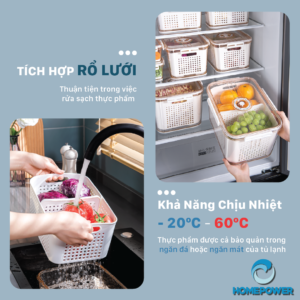 TÍCH HỢP RỔ LƯỚI
Thuận tiện trong việc
rửa sạch thực phẩm
Khả Năng Chịu Nhiệt
- 20°C - 60°C
Thực phẩm được cả bảo quản trong
ngăn đá hoặc ngăn mát của tủ lạnh
HOMEPOWER